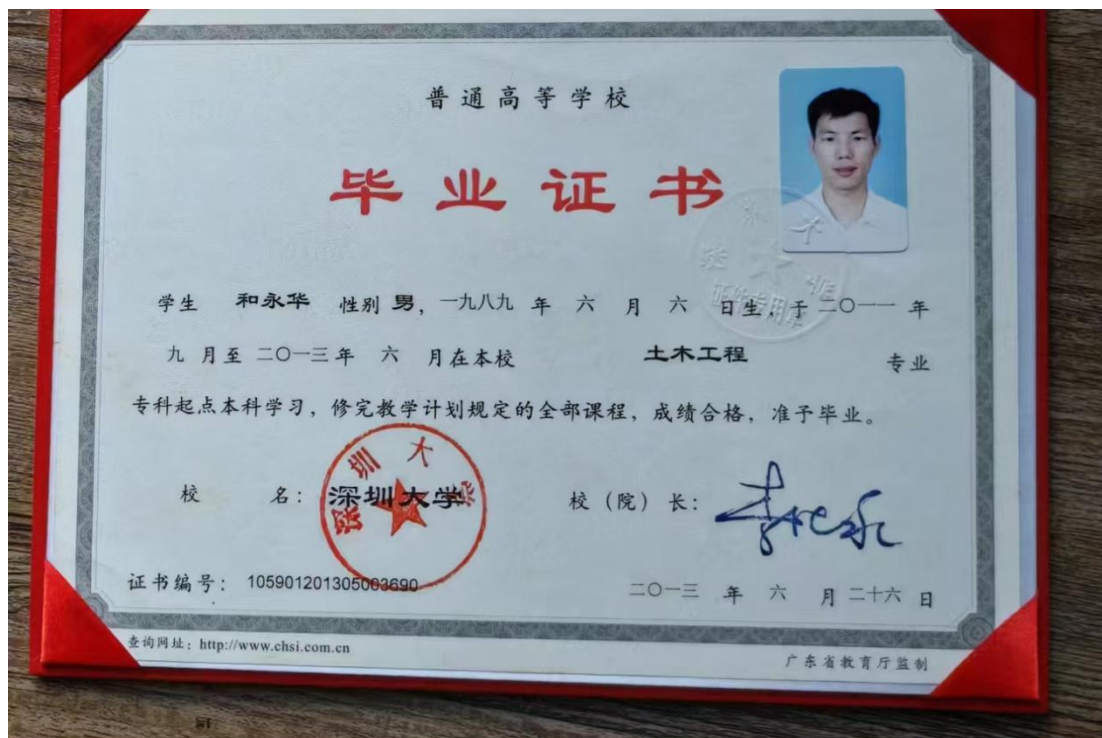 普通高等学校
毕业证书
学生 和永华 性别 男, 一九八九 年 六 月 六 日生,于 二〇一一 年
九 月至 二〇一三年 六 月在本校 土木工程 专业
专科起点本科学习,修完教学计划规定的全部课程,成绩合格,准予毕业。
校 名: 深圳大学 校(院)长:
深圳大学
证书编号: 105901201305003690 二〇一三 年 六 月 二十六 日
查询网址:http://www.chsi.com.cn 广东省教育厅监制